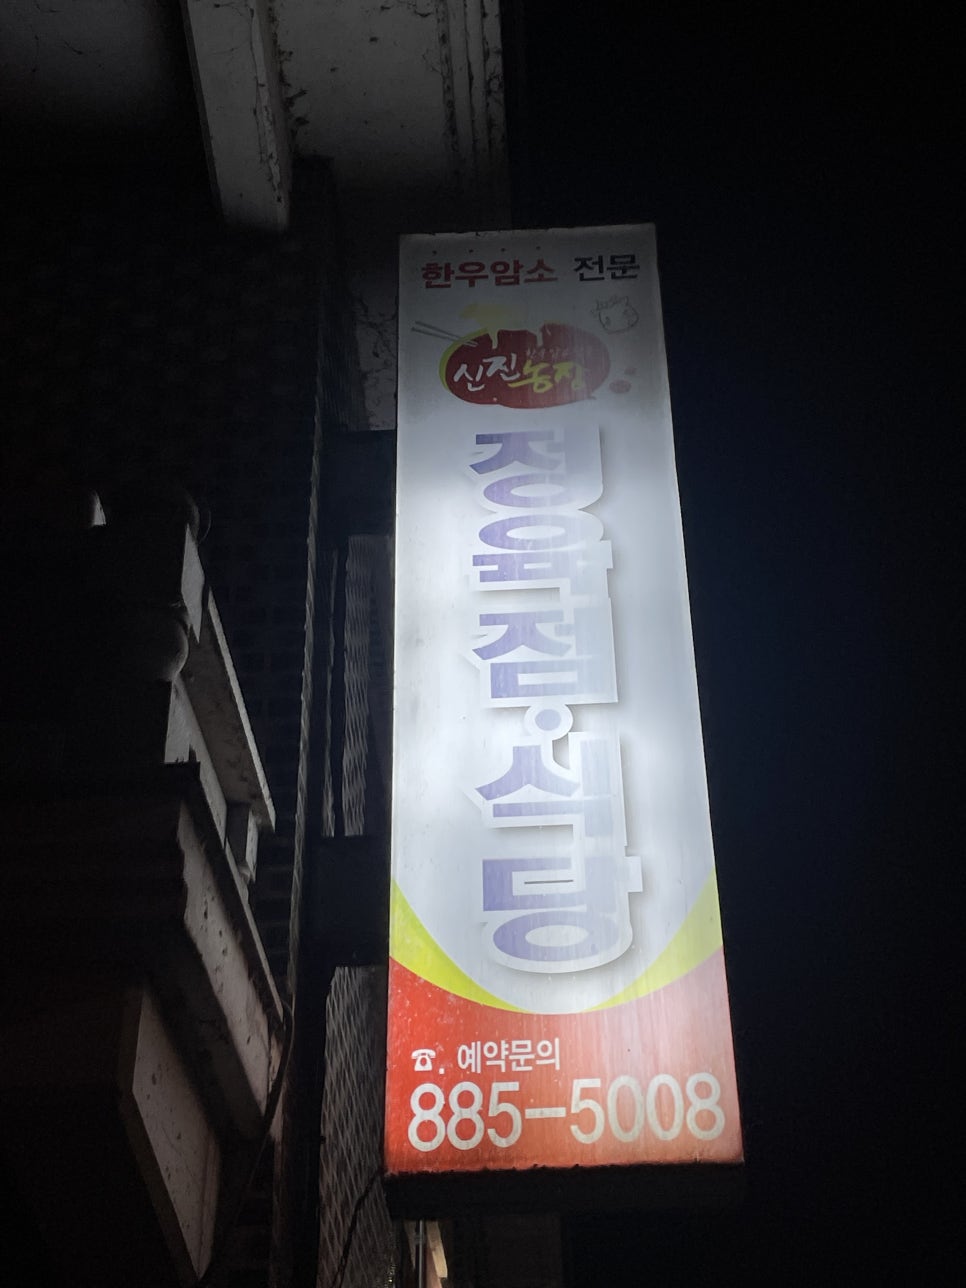 한우암소 전문
신진농장
정육점·식당
☎. 예약문의
885-5008